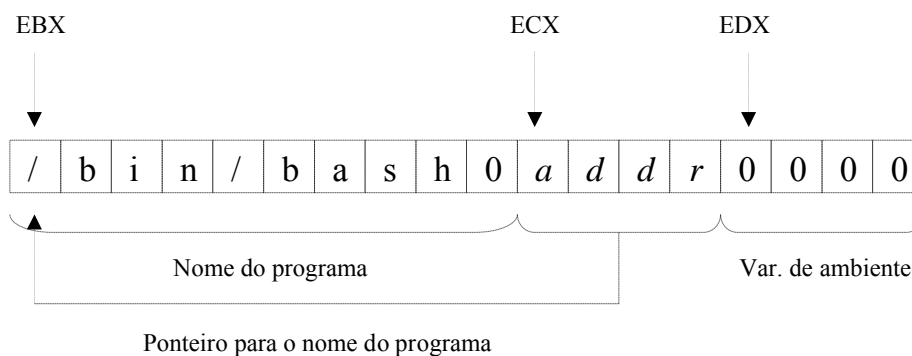 EBX ECX EDX
/ b i n / b a s h 0 a d d r 0 0 0 0
Nome do programa Var. de ambiente
Ponteiro para o nome do programa